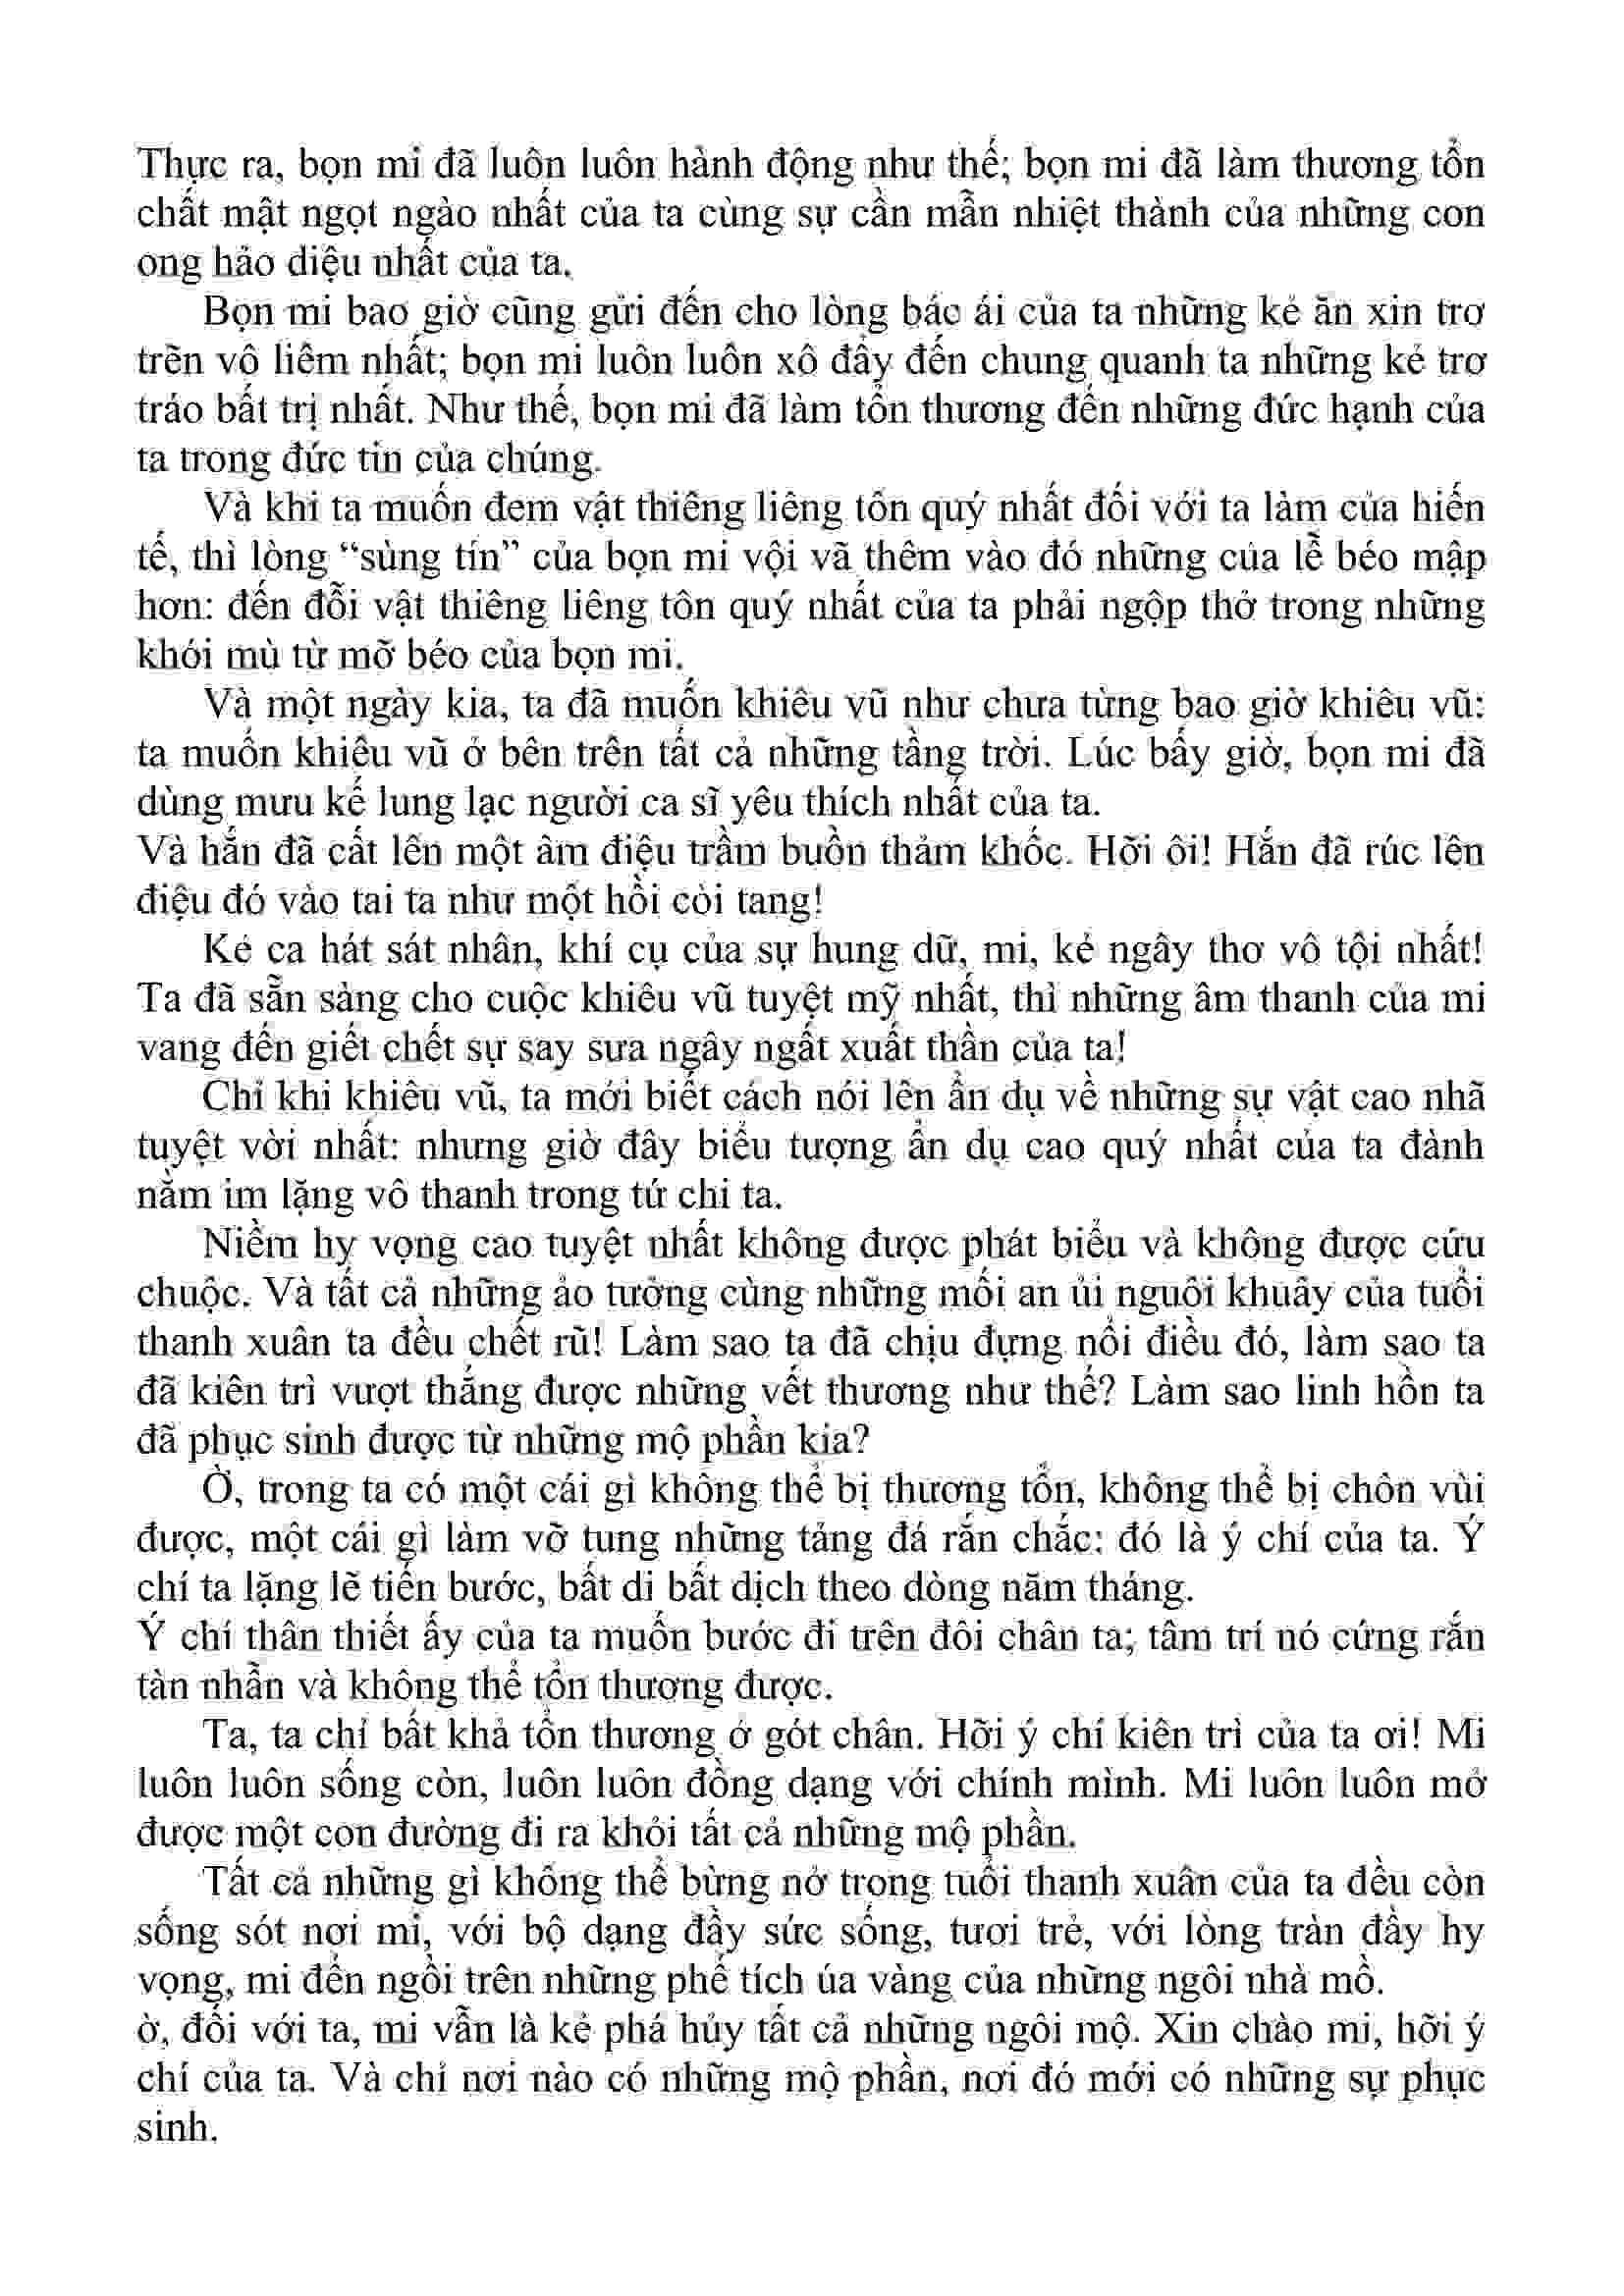 Thực ra, bọn mi đã luôn luôn hành động như thế; bọn mi đã làm thương tổn
chất mật ngọt ngào nhất của ta cùng sự cần mẫn nhiệt thành của những con
ong hảo diệu nhất của ta.
Bọn mi bao giờ cũng gửi đến cho lòng bác ái của ta những kẻ ăn xin trơ
trẽn vô liêm nhất; bọn mi luôn luôn xô đẩy đến chung quanh ta những kẻ trơ
tráo bất trị nhất. Như thế, bọn mi đã làm tổn thương đến những đức hạnh của
ta trong đức tin của chúng.
Và khi ta muốn đem vật thiêng liêng tôn quý nhất đối với ta làm của hiến
tế, thì lòng “sùng tín” của bọn mi vội vã thêm vào đó những của lễ béo mập
hơn: đến đỗi vật thiêng liêng tôn quý nhất của ta phải ngộp thở trong những
khói mù từ mỡ béo của bọn mi.
Và một ngày kia, ta đã muốn khiêu vũ như chưa từng bao giờ khiêu vũ:
ta muốn khiêu vũ ở bên trên tất cả những tầng trời. Lúc bấy giờ, bọn mi đã
dùng mưu kế lung lạc người ca sĩ yêu thích nhất của ta.
Và hắn đã cất lên một âm điệu trầm buồn thảm khốc. Hỡi ôi! Hắn đã rúc lên
điệu đó vào tai ta như một hồi còi tang!
Kẻ ca hát sát nhân, khí cụ của sự hung dữ, mi, kẻ ngây thơ vô tội nhất!
Ta đã sẵn sàng cho cuộc khiêu vũ tuyệt mỹ nhất, thì những âm thanh của mi
vang đến giết chết sự say sưa ngây ngất xuất thần của ta!
Chỉ khi khiêu vũ, ta mới biết cách nói lên ẩn dụ về những sự vật cao nhã
tuyệt vời nhất: nhưng giờ đây biểu tượng ẩn dụ cao quý nhất của ta đành
nằm im lặng vô thanh trong tứ chi ta.
Niềm hy vọng cao tuyệt nhất không được phát biểu và không được cứu
chuộc. Và tất cả những ảo tưởng cùng những mối an ủi nguôi khuây của tuổi
thanh xuân ta đều chết rũ! Làm sao ta đã chịu đựng nổi điều đó, làm sao ta
đã kiên trì vượt thắng được những vết thương như thế? Làm sao linh hồn ta
đã phục sinh được từ những mộ phần kia?
Ờ, trong ta có một cái gì không thể bị thương tổn, không thể bị chôn vùi
được, một cái gì làm vỡ tung những tảng đá rắn chắc: đó là ý chí của ta. Ý
chí ta lặng lẽ tiến bước, bất di bất dịch theo dòng năm tháng.
Ý chí thân thiết ấy của ta muốn bước đi trên đôi chân ta; tâm trí nó cứng rắn
tàn nhẫn và không thể tổn thương được.
Ta, ta chỉ bất khả tổn thương ở gót chân. Hỡi ý chí kiên trì của ta ơi! Mi
luôn luôn sống còn, luôn luôn đồng dạng với chính mình. Mi luôn luôn mở
được một con đường đi ra khỏi tất cả những mộ phần.
Tất cả những gì không thể bừng nở trong tuổi thanh xuân của ta đều còn
sống sót nơi mi, với bộ dạng đầy sức sống, tươi trẻ, với lòng tràn đầy hy
vọng, mi đến ngồi trên những phế tích úa vàng của những ngôi nhà mồ.
ờ, đối với ta, mi vẫn là kẻ phá hủy tất cả những ngôi mộ. Xin chào mi, hỡi ý
chí của ta. Và chỉ nơi nào có những mộ phần, nơi đó mới có những sự phục
sinh.